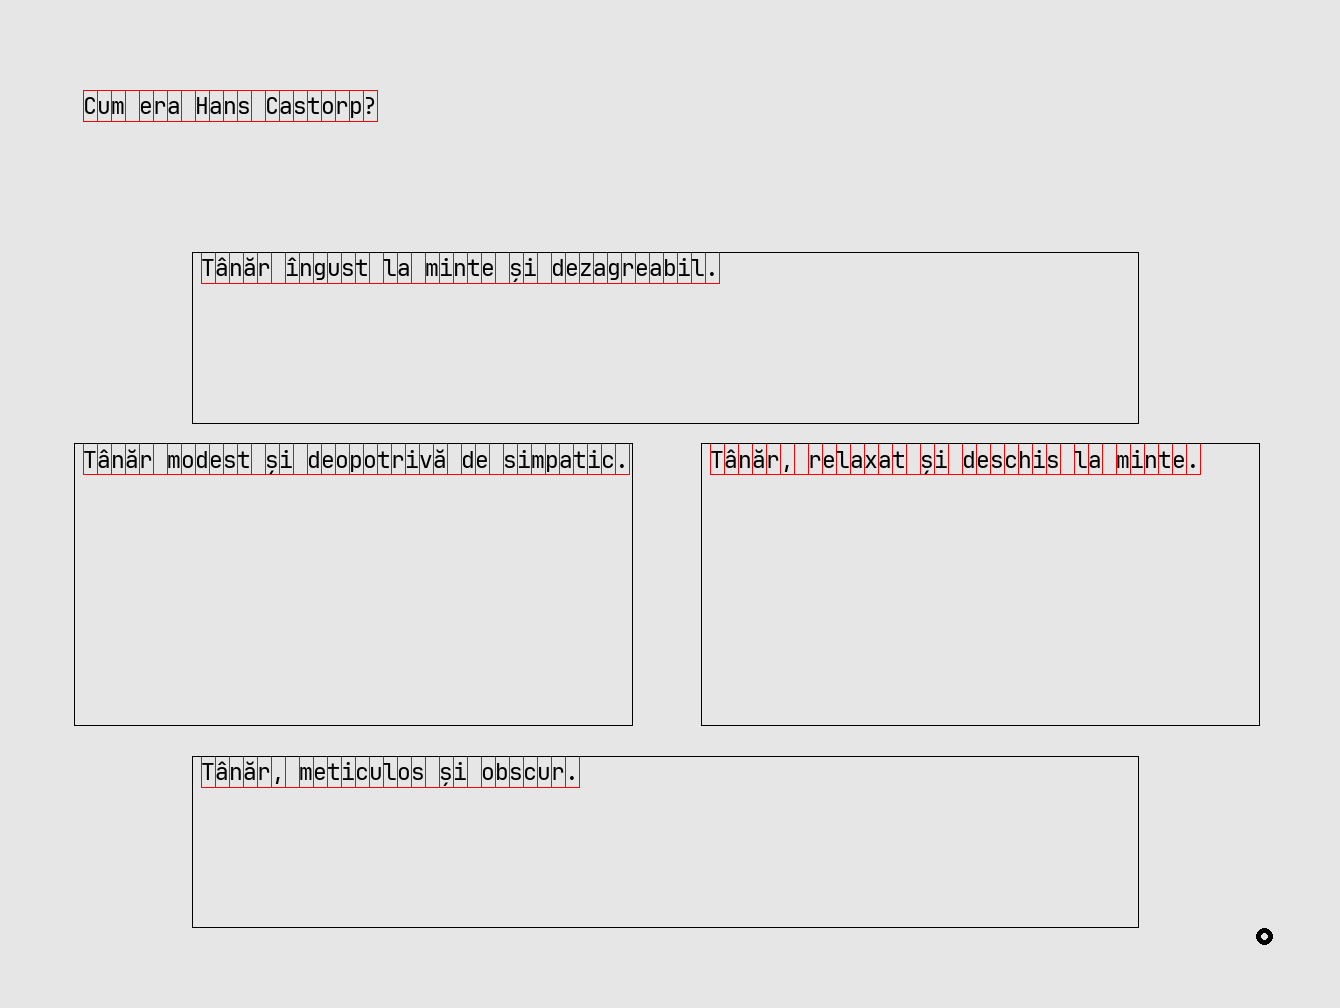 Cum era Hans Castorp?
Tânăr îngust la minte și dezagreabil.
Tânăr modest și deopotrivă de simpatic.
Tânăr, relaxat și deschis la minte.
Tânăr, meticulos și obscur.